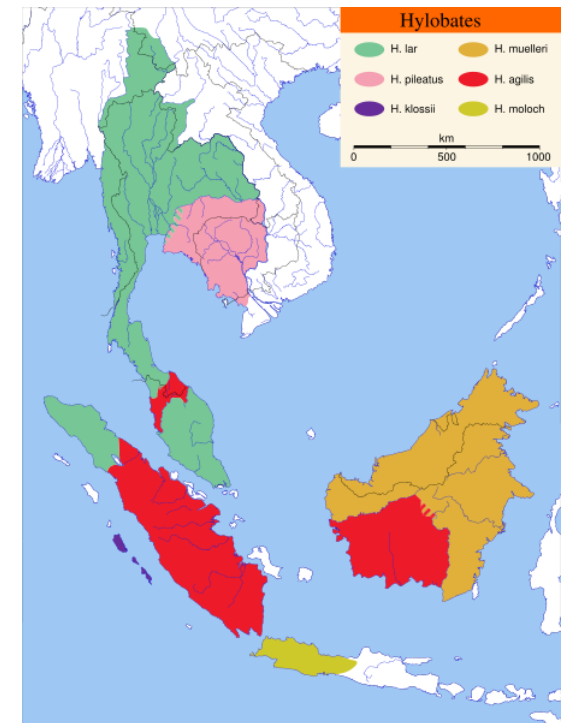 Hylobates
H. lar
H. muelleri
H. pileatus
H. agilis
H. klossii
H. moloch
km
0 500 1000